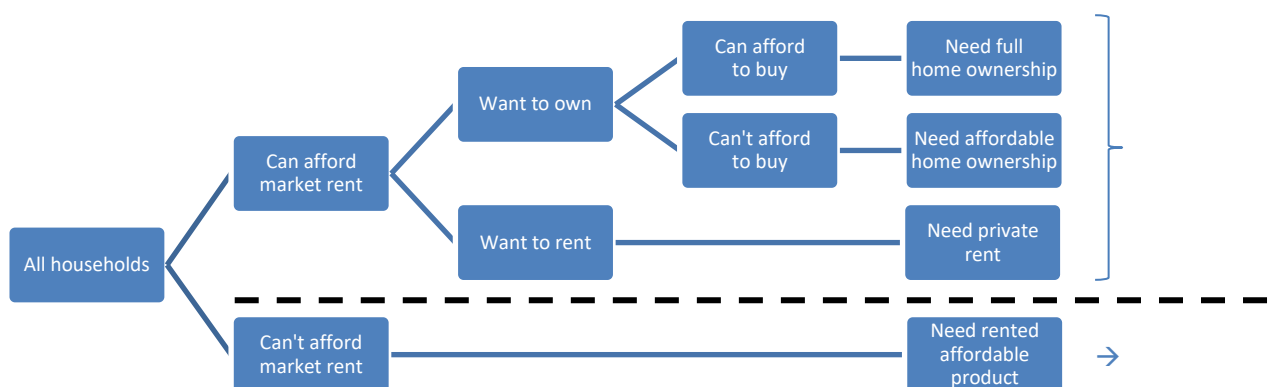 Can afford
to buy
Need full
home ownership
Want to own
Can afford
market rent
Can't afford
to buy
Need affordable
home ownership
Want to rent
Need private
rent
All households
Can't afford
market rent
Need rented
affordable
product